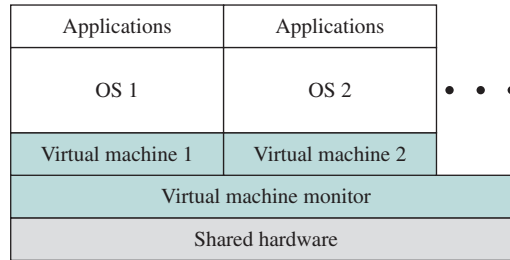 Applications Applications
OS 1 OS 2
Virtual machine 1 Virtual machine 2
Virtual machine monitor
Shared hardware